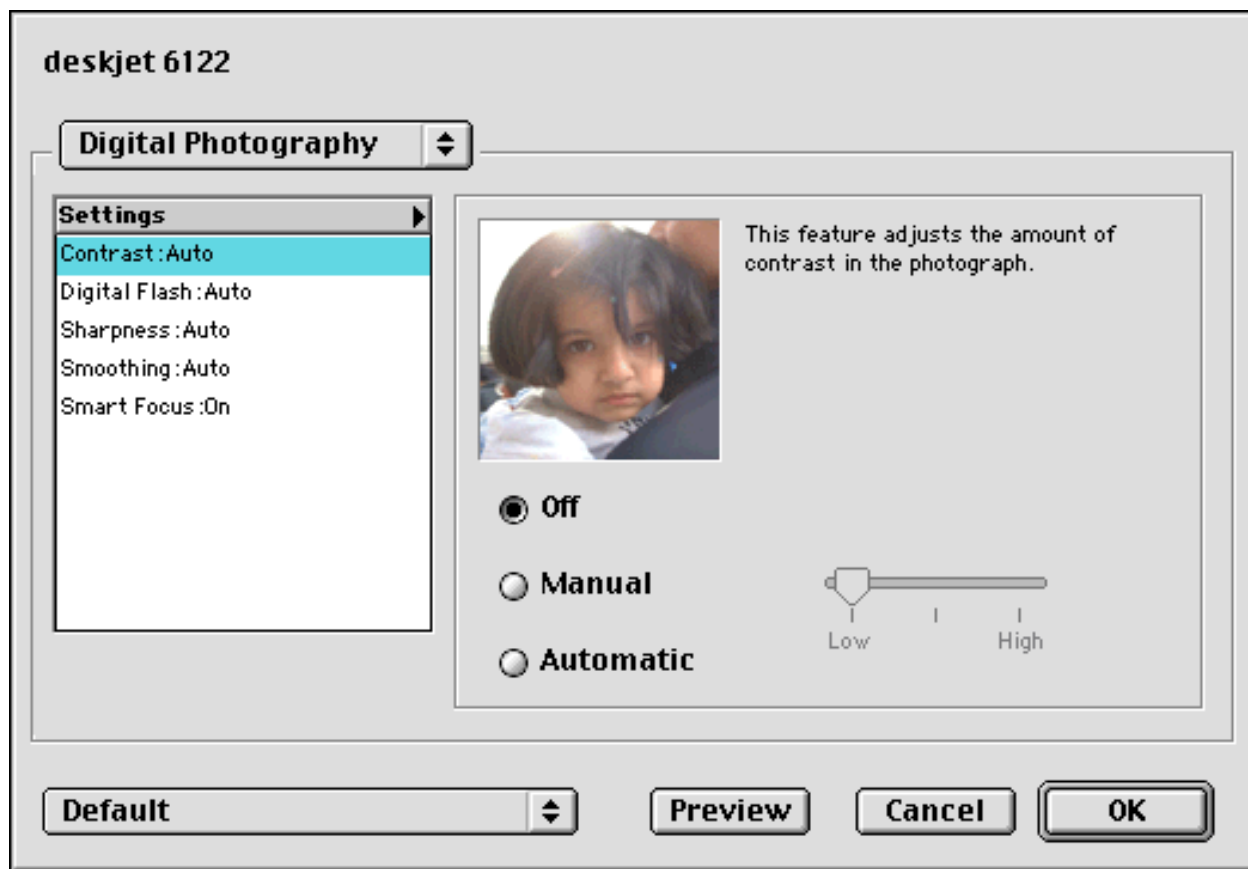 deskjet 6122
Digital Photography
Settings
Contrast:Auto
Digital Flash:Auto
Sharpness:Auto
Smoothing:Auto
Smart Focus:On
This feature adjusts the amount of
contrast in the photograph.
Off
Manual
Automatic
Low High
Default Preview Cancel OK